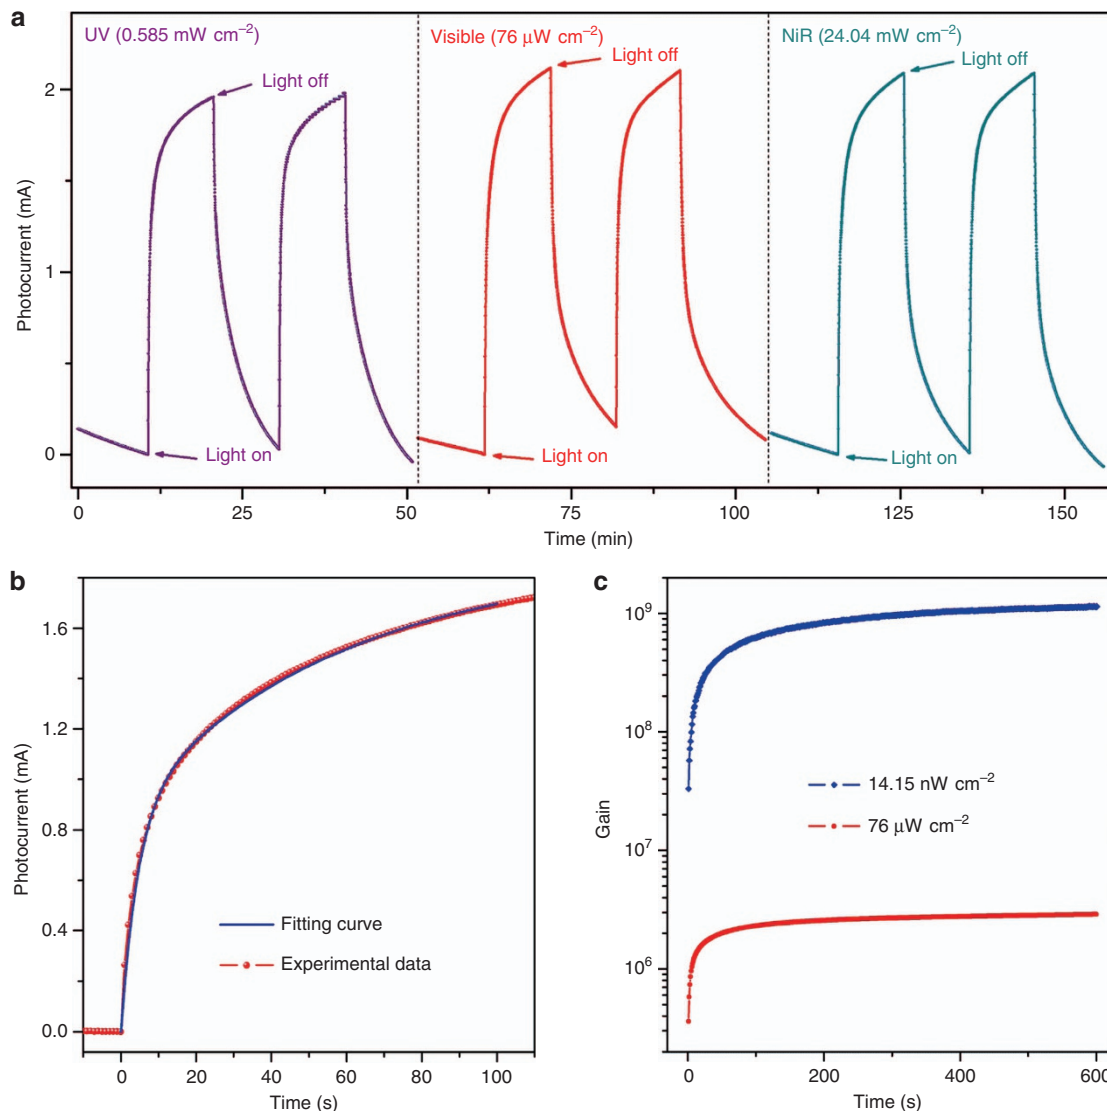 a
UV (0.585 mW cm⁻²)
Visible (76 µW cm⁻²)
NiR (24.04 mW cm⁻²)
Light off
Light off
Light off
Light on
Light on
Light on
Photocurrent (mA)
2
1
0
0
25
50
75
100
125
150
Time (min)
b
Photocurrent (mA)
1.6
1.2
0.8
0.4
0.0
Fitting curve
Experimental data
0
20
40
60
80
100
Time (s)
c
Gain
10⁹
10⁸
10⁷
10⁶
14.15 nW cm⁻²
76 µW cm⁻²
0
200
400
600
Time (s)